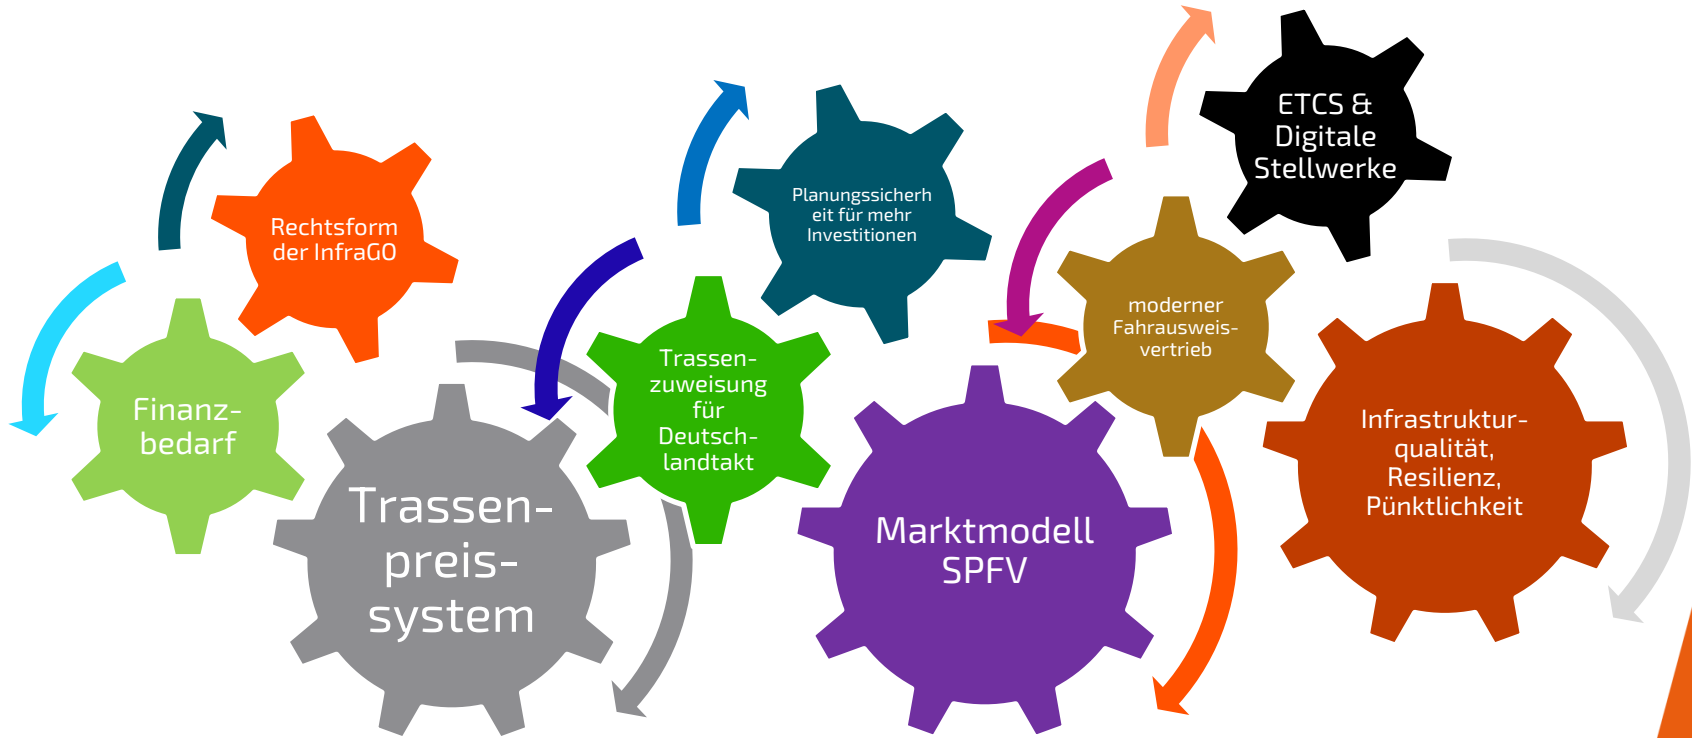 Rechtsform
der InfraGO
Finanz-
bedarf
Trassen-
preis-
system
Planungssicherh
eit für mehr
Investitionen
Trassen-
zuweisung
für
Deutsch-
landtakt
ETCS &
Digitale
Stellwerke
moderner
Fahrausweis-
vertrieb
Marktmodell
SPFV
Infrastruktur-
qualität,
Resilienz,
Pünktlichkeit